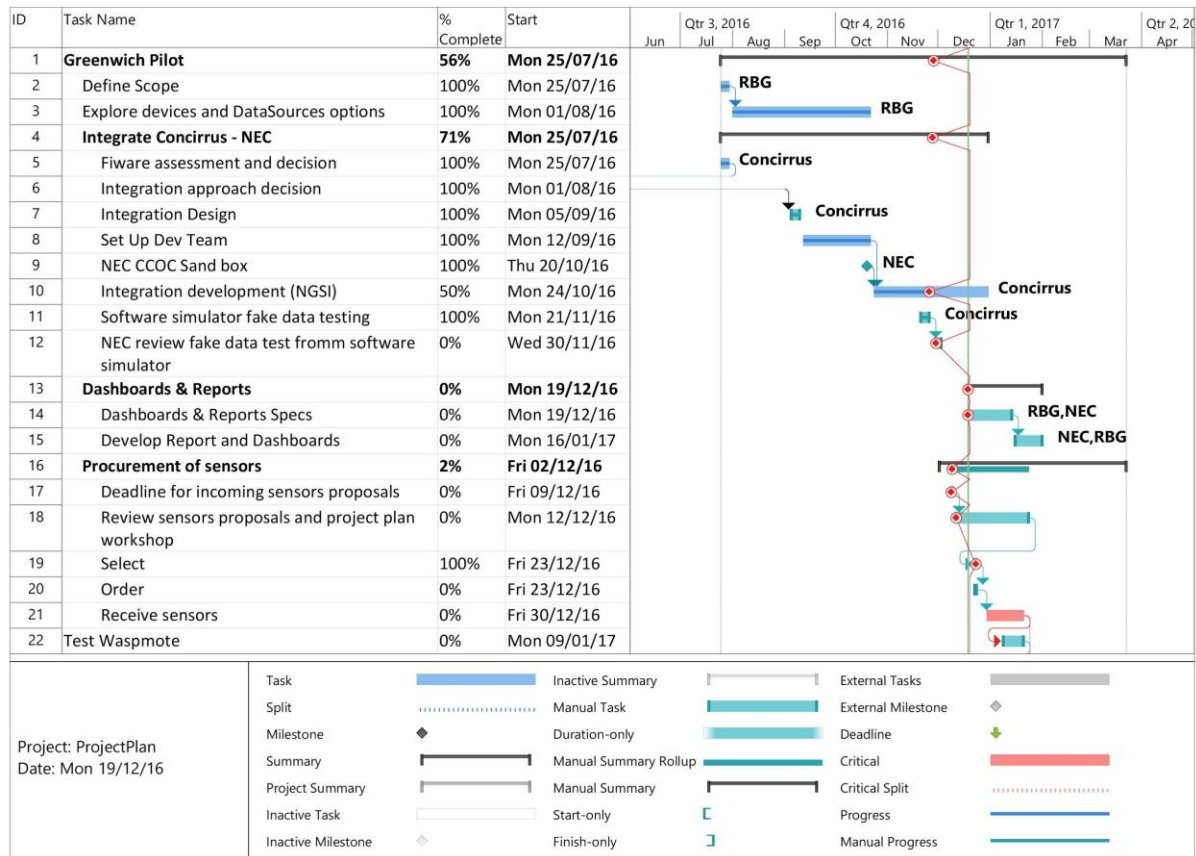 ID Task Name % Complete Start Qtr 3, 2016 Qtr 4, 2016 Qtr 1, 2017 Qtr 2, 20
Jun Jul Aug Sep Oct Nov Dec Jan Feb Mar Apr
1 Greenwich Pilot 56% Mon 25/07/16
2 Define Scope 100% Mon 25/07/16 RBG
3 Explore devices and DataSources options 100% Mon 01/08/16 RBG
4 Integrate Concirrus - NEC 71% Mon 25/07/16
5 Fiware assessment and decision 100% Mon 25/07/16 Concirrus
6 Integration approach decision 100% Mon 01/08/16
7 Integration Design 100% Mon 05/09/16 Concirrus
8 Set Up Dev Team 100% Mon 12/09/16
9 NEC CCOC Sand box 100% Thu 20/10/16 NEC
10 Integration development (NGSI) 50% Mon 24/10/16 Concirrus
11 Software simulator fake data testing 100% Mon 21/11/16 Concirrus
12 NEC review fake data test fromm software 0% Wed 30/11/16
simulator
13 Dashboards & Reports 0% Mon 19/12/16
14 Dashboards & Reports Specs 0% Mon 19/12/16 RBG,NEC
15 Develop Report and Dashboards 0% Mon 16/01/17 NEC,RBG
16 Procurement of sensors 2% Fri 02/12/16
17 Deadline for incoming sensors proposals 0% Fri 09/12/16
18 Review sensors proposals and project plan 0% Mon 12/12/16
workshop
19 Select 100% Fri 23/12/16
20 Order 0% Fri 23/12/16
21 Receive sensors 0% Fri 30/12/16
22 Test Waspmote 0% Mon 09/01/17
Project: ProjectPlan
Date: Mon 19/12/16
Task Inactive Summary External Tasks
Split Manual Task External Milestone
Milestone Duration-only Deadline
Summary Manual Summary Rollup Critical
Project Summary Manual Summary Critical Split
Inactive Task Start-only Progress
Inactive Milestone Finish-only Manual Progress